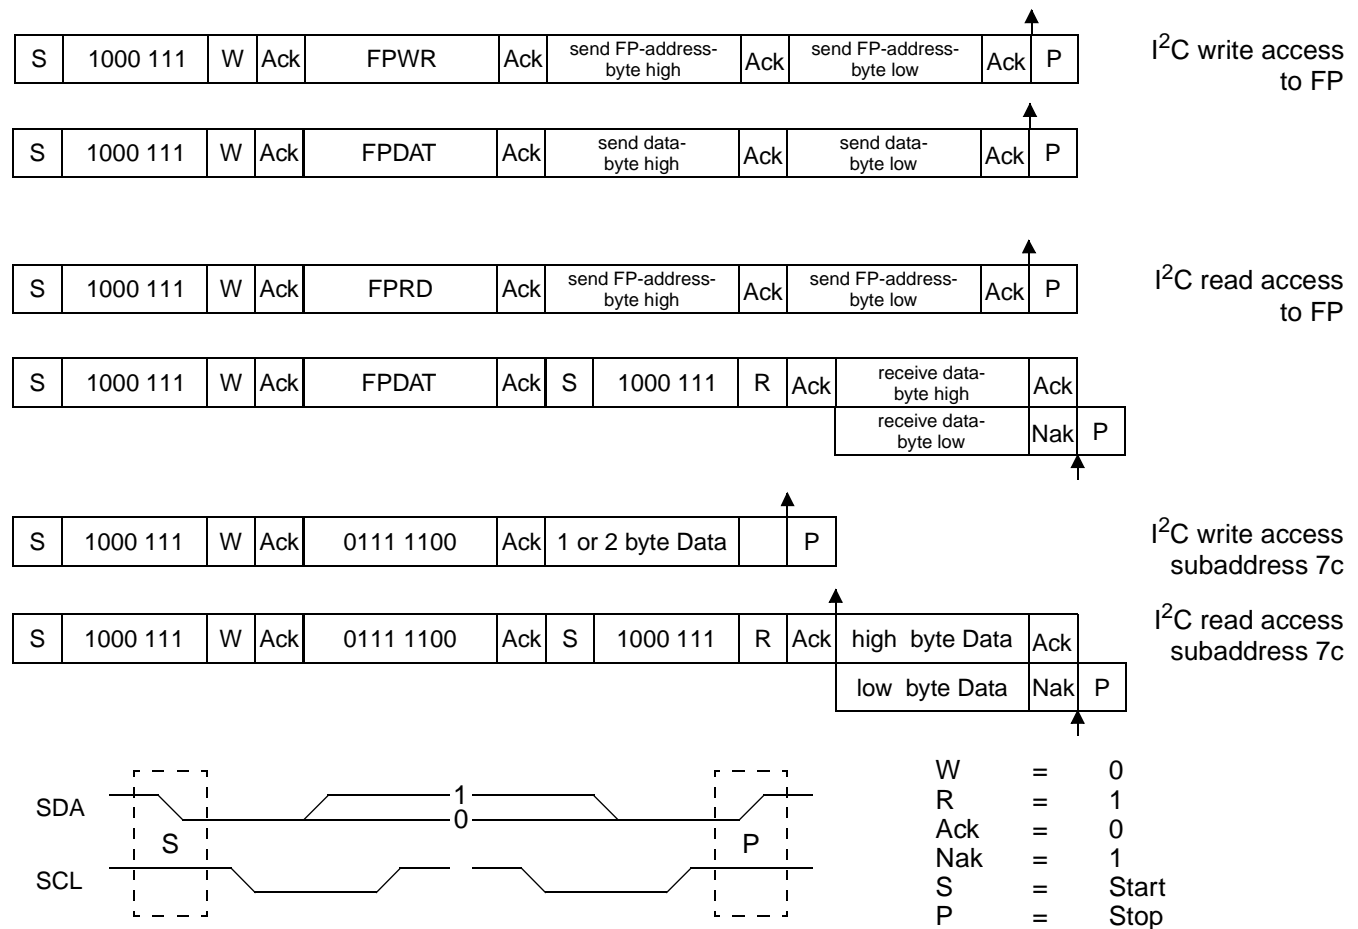 S 1000 111 W Ack FPWR Ack send FP-address- byte high Ack send FP-address- byte low Ack P
I2C write access
to FP
S 1000 111 W Ack FPDAT Ack send data- byte high Ack send data- byte low Ack P
S 1000 111 W Ack FPRD Ack send FP-address- byte high Ack send FP-address- byte low Ack P
I2C read access
to FP
S 1000 111 W Ack FPDAT Ack S 1000 111 R Ack receive data- byte high Ack
receive data- byte low Nak P
S 1000 111 W Ack 0111 1100 Ack 1 or 2 byte Data P
I2C write access
subaddress 7c
S 1000 111 W Ack 0111 1100 Ack S 1000 111 R Ack high byte Data Ack
low byte Data Nak P
I2C read access
subaddress 7c
SDA 1
0
S P
SCL
W = 0
R = 1
Ack = 0
Nak = 1
S = Start
P = Stop